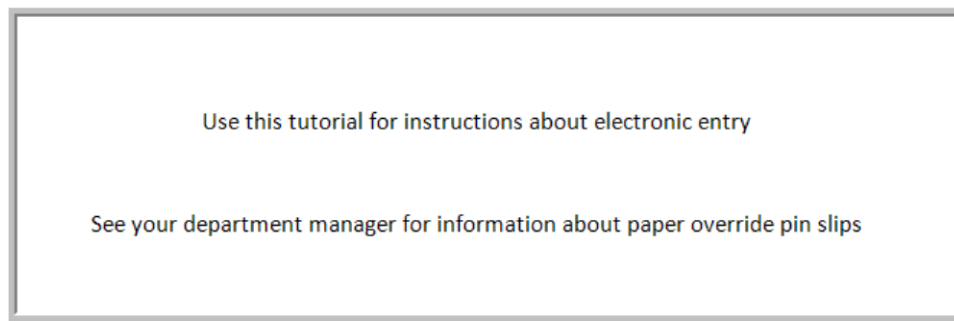 Use this tutorial for instructions about electronic entry
See your department manager for information about paper override pin slips